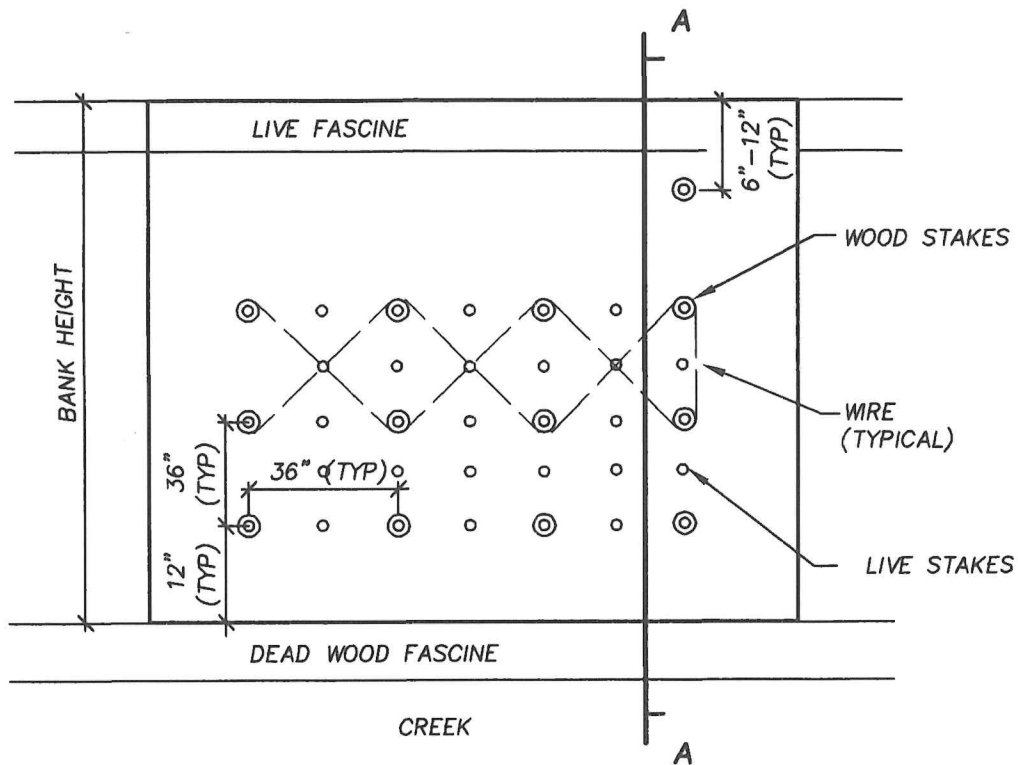 A
LIVE FASCINE
6"-12"
(TYP)
WOOD STAKES
BANK HEIGHT
WIRE
(TYPICAL)
36"
(TYP)
36" (TYP)
12"
(TYP)
LIVE STAKES
DEAD WOOD FASCINE
CREEK
A